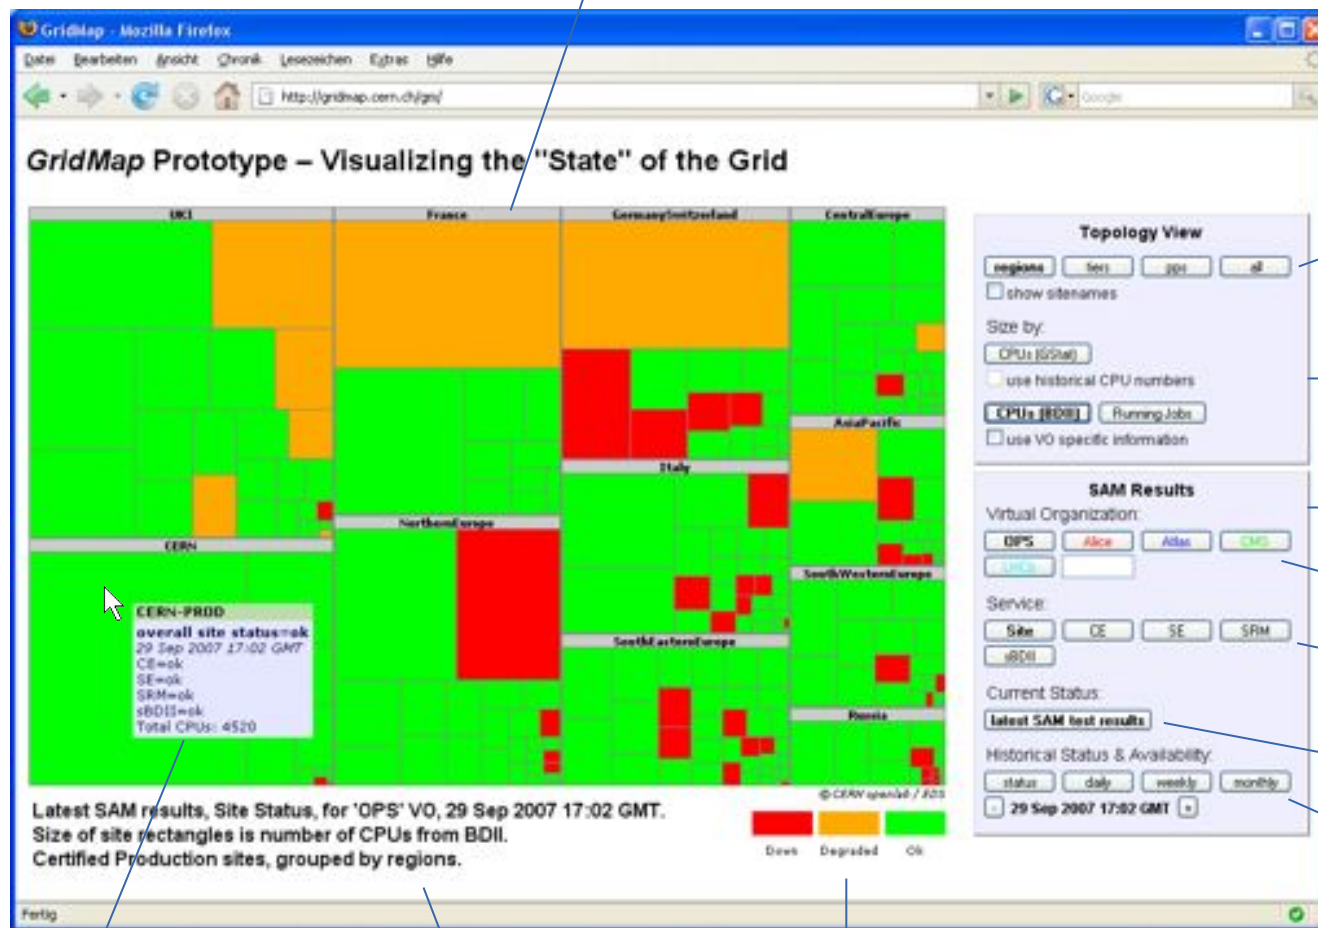 GridMap - Mozilla Firefox
Datei Bearbeiten Ansicht Chronik Lesezeichen Extras Hilfe
http://gridmap.cern.ch/gm/
Google
GridMap Prototype – Visualizing the "State" of the Grid
UKI
France
GermanySwitzerland
CentralEurope
AsiaPacific
Italy
NorthernEurope
CERN
SouthWesternEurope
SouthEasternEurope
Russia
CERN-PROD
overall site status=ok
29 Sep 2007 17:02 GMT
CE=ok
SE=ok
SRM=ok
sBDII=ok
Total CPUs: 4520
© CERN openlab / EDS
Latest SAM results, Site Status, for 'OPS' VO, 29 Sep 2007 17:02 GMT.
Size of site rectangles is number of CPUs from BDII.
Certified Production sites, grouped by regions.
Down Degraded Ok
Topology View
regions tiers pps all
show sitenames
Size by:
CPUs (GStat)
use historical CPU numbers
CPUs (BDII) Running Jobs
use VO specific information
SAM Results
Virtual Organization:
OPS Alice Atlas CMS
LHCb
Service:
Site CE SE SRM
sBDII
Current Status:
latest SAM test results
Historical Status & Availability:
status daily weekly monthly
- 29 Sep 2007 17:02 GMT +
Fertig